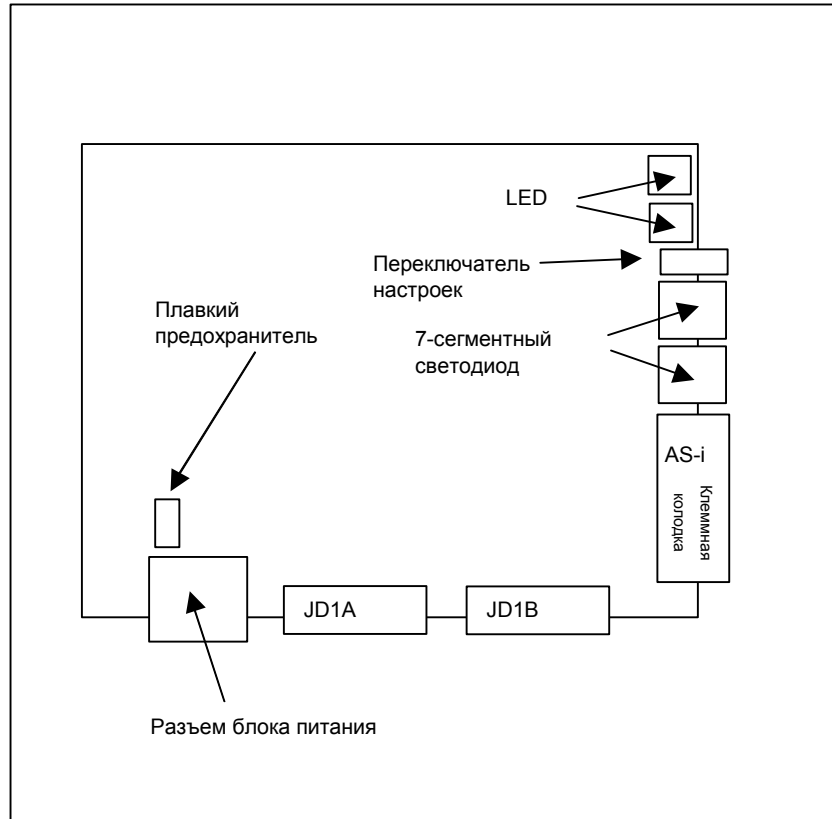 LED
Переключатель
настроек
Плавкий
предохранитель
7-сегментный
светодиод
AS-i
Клеммная
колодка
JD1A
JD1B
Разъем блока питания